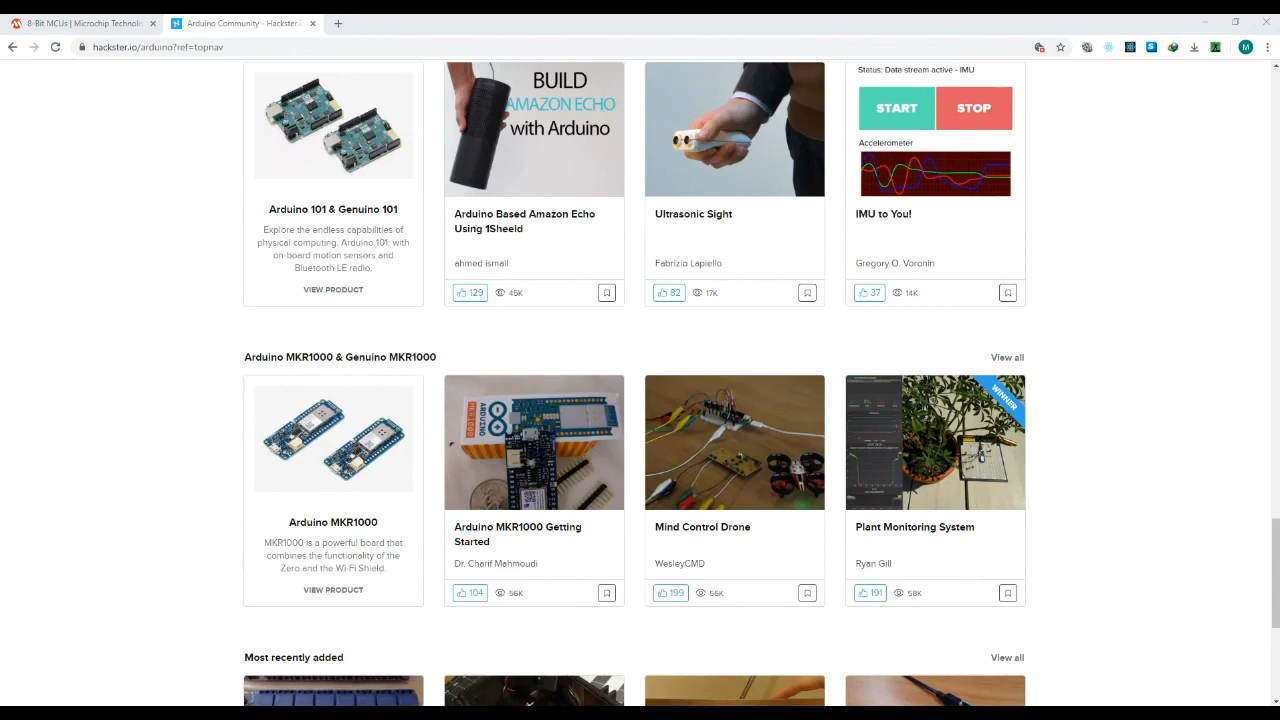 8-Bit MCUs | Microchip Technolo
Arduino Community - Hackster.i
hackster.io/arduino?ref=topnav
M
Arduino 101 & Genuino 101
Explore the endless capabilities of
physical computing. Arduino 101: with
on-board motion sensors and
Bluetooth LE radio.
VIEW PRODUCT
BUILD
AMAZON ECHO
with Arduino
Arduino Based Amazon Echo
Using 1Sheeld
ahmed ismail
129
45K
Ultrasonic Sight
Fabrizio Lapiello
82
17K
Status: Data stream active - IMU
START
STOP
Accelerometer
IMU to You!
Gregory O. Voronin
37
14K
Arduino MKR1000 & Genuino MKR1000
View all
Arduino MKR1000
MKR1000 is a powerful board that
combines the functionality of the
Zero and the Wi-Fi Shield.
VIEW PRODUCT
ARDUINO
Arduino MKR1000 Getting
Started
Dr. Charif Mahmoudi
104
56K
Mind Control Drone
WesleyCMD
199
56K
WINNER
Plant Monitoring System
Ryan Gill
191
58K
Most recently added
View all